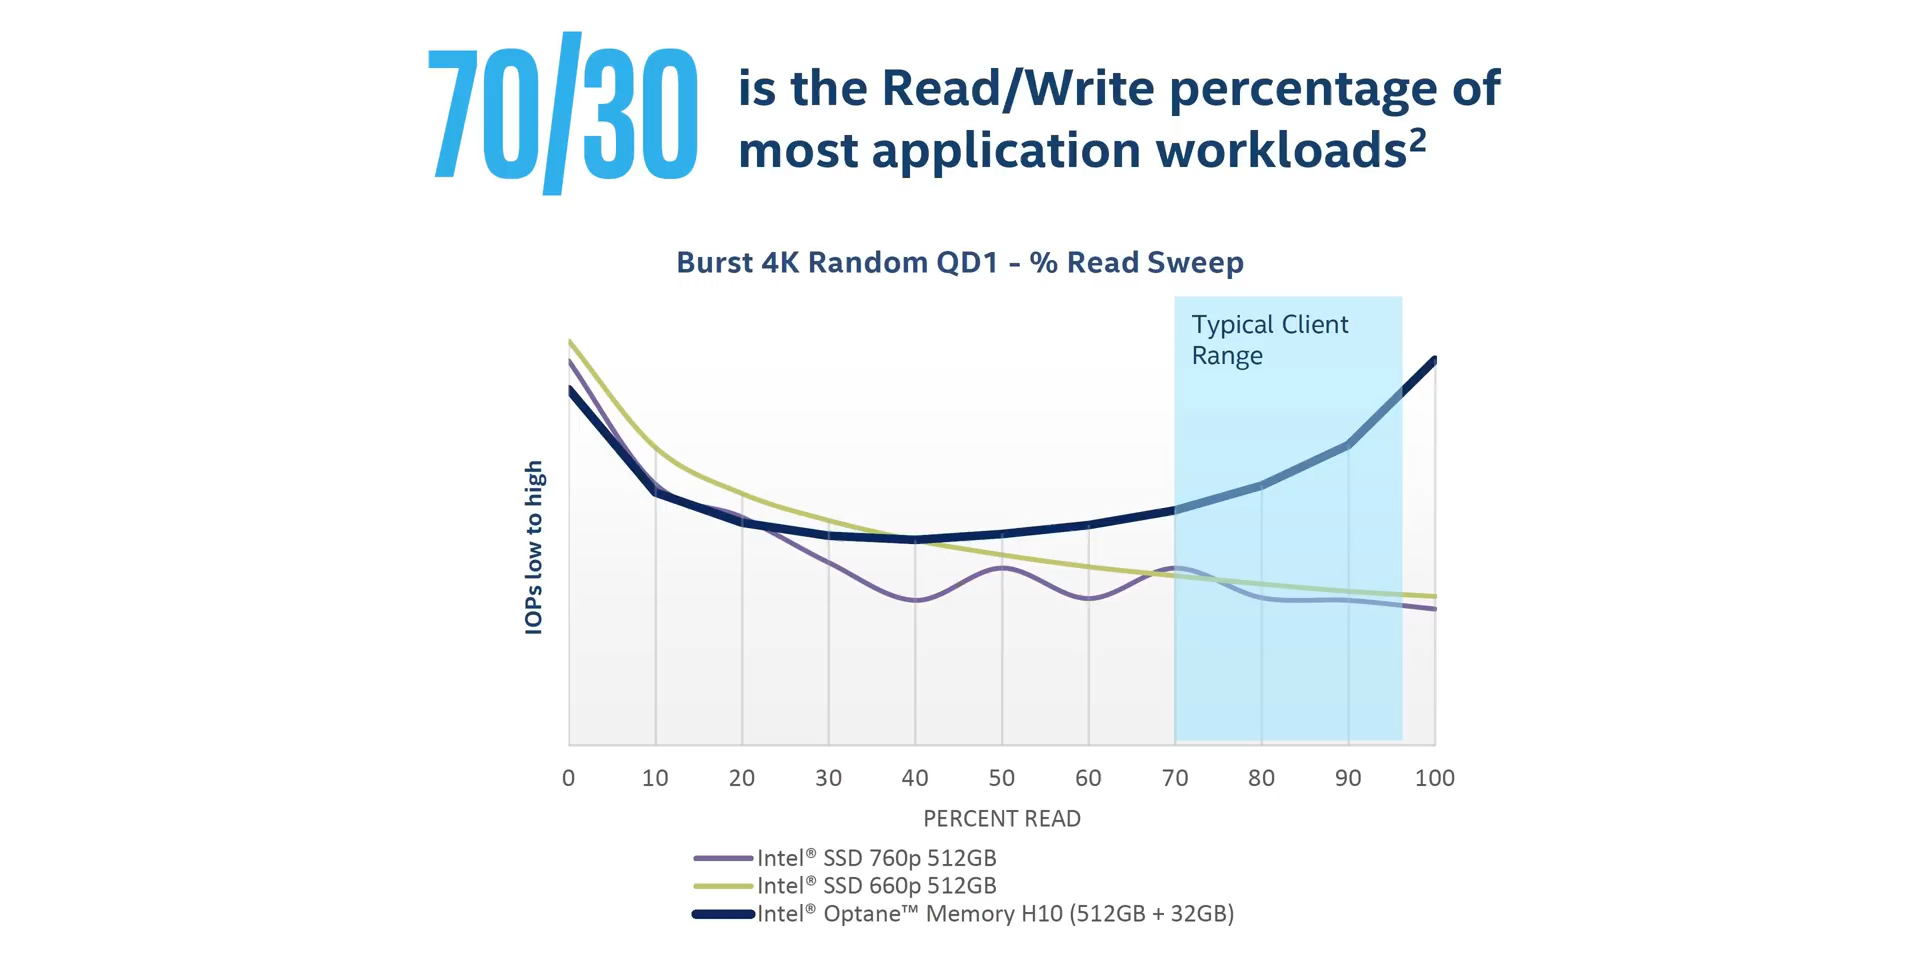 70/30
is the Read/Write percentage of
most application workloads²
Burst 4K Random QD1 - % Read Sweep
Typical Client
Range
IOPs low to high
0 10 20 30 40 50 60 70 80 90 100
PERCENT READ
Intel® SSD 760p 512GB
Intel® SSD 660p 512GB
Intel® Optane™ Memory H10 (512GB + 32GB)